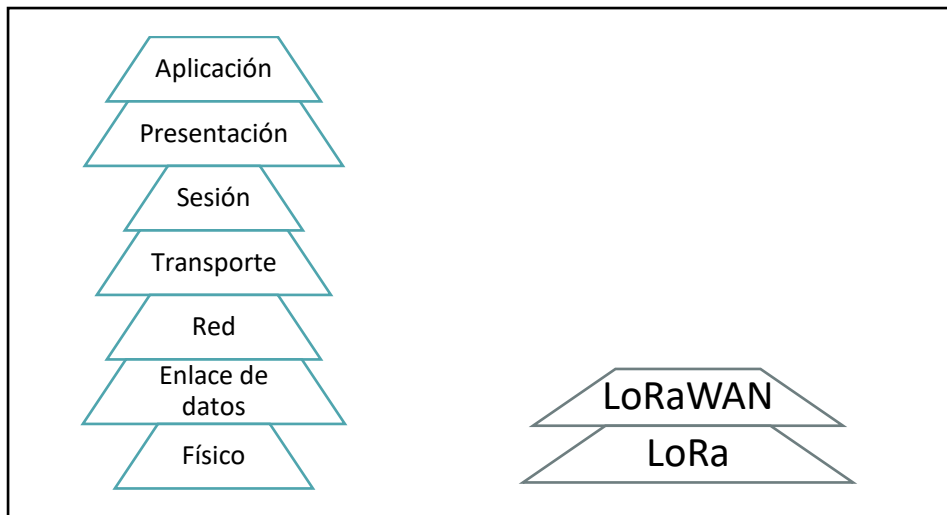 Aplicación
Presentación
Sesión
Transporte
Red
Enlace de
datos
Físico
LoRaWAN
LoRa